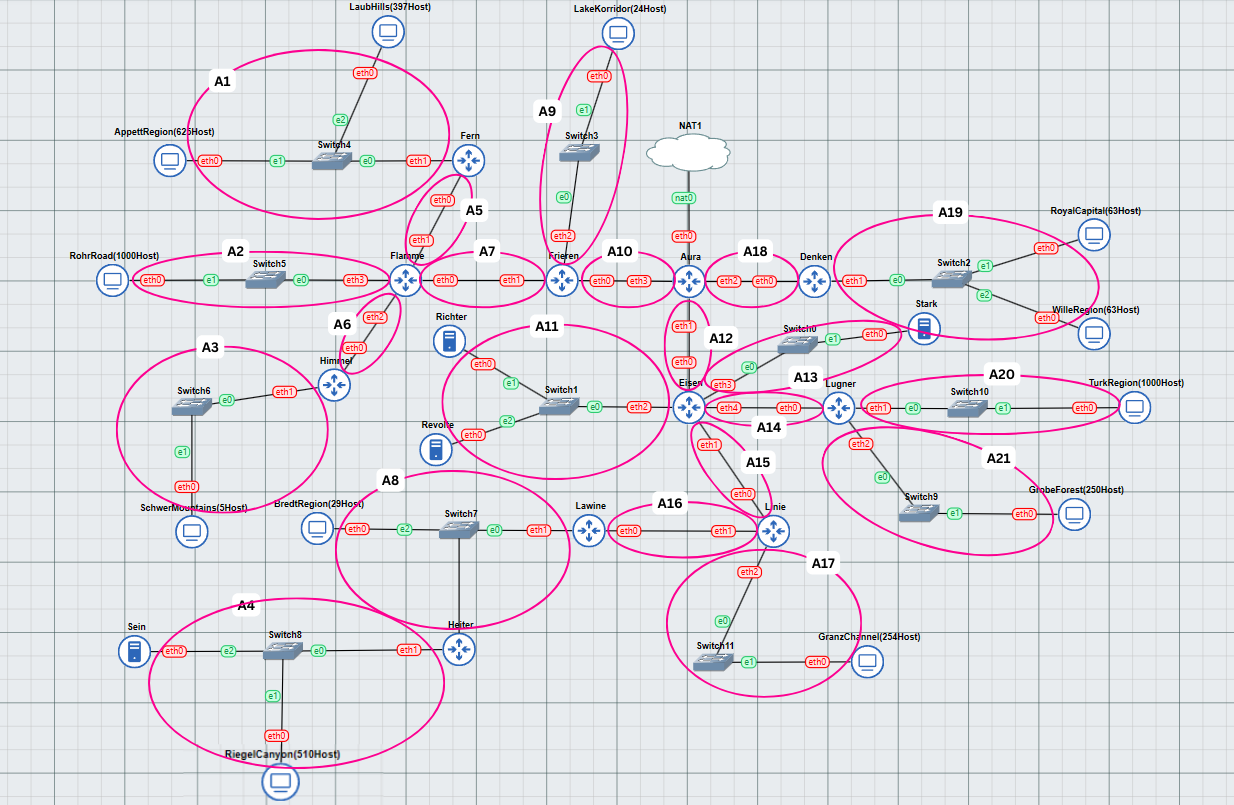 LaubHills(397Host)
LakeKorridor(24Host)
eth0
eth0
A1
A9
e1
e2
NAT1
AppettRegion(625Host)
Switch4
Fern
Switch3
eth0
e1
e0
eth1
eth0
e0
nat0
A5
A19
RoyalCapital(63Host)
eth1
eth2
eth0
eth0
RohrRoad(1000Host)
A2
Switch5
Flamme
A7
Frieren
A10
Aura
A18
Denken
Switch2
e1
eth0
e1
e0
eth3
eth0
eth1
eth0
eth3
eth2
eth0
eth1
e0
e2
Stark
WilleRegion(63Host)
eth0
A6
eth2
Richter
A11
eth1
A12
Switch0
e1
eth0
A3
Himmel
eth0
eth0
eth0
e0
eth3
A13
Switch6
e0
eth1
e1
Switch1
Eisen
Lugner
A20
TurkRegion(1000Host)
Switch10
e0
eth2
eth4
eth0
eth1
e0
e1
eth0
Revolte
eth0
e2
A14
e1
eth1
A15
eth2
A21
eth0
A8
e0
eth0
SchwerMountains(5Host)
BredtRegion(29Host)
Switch7
Lawine
A16
Linie
Switch9
GrobeForest(250Host)
eth0
e2
e0
eth1
eth0
eth1
e1
eth0
A17
eth2
A4
Sein
Switch8
Heiter
e0
GranzChannel(254Host)
eth0
e2
e0
eth1
Switch11
e1
eth0
e1
eth0
RiegelCanyon(510Host)